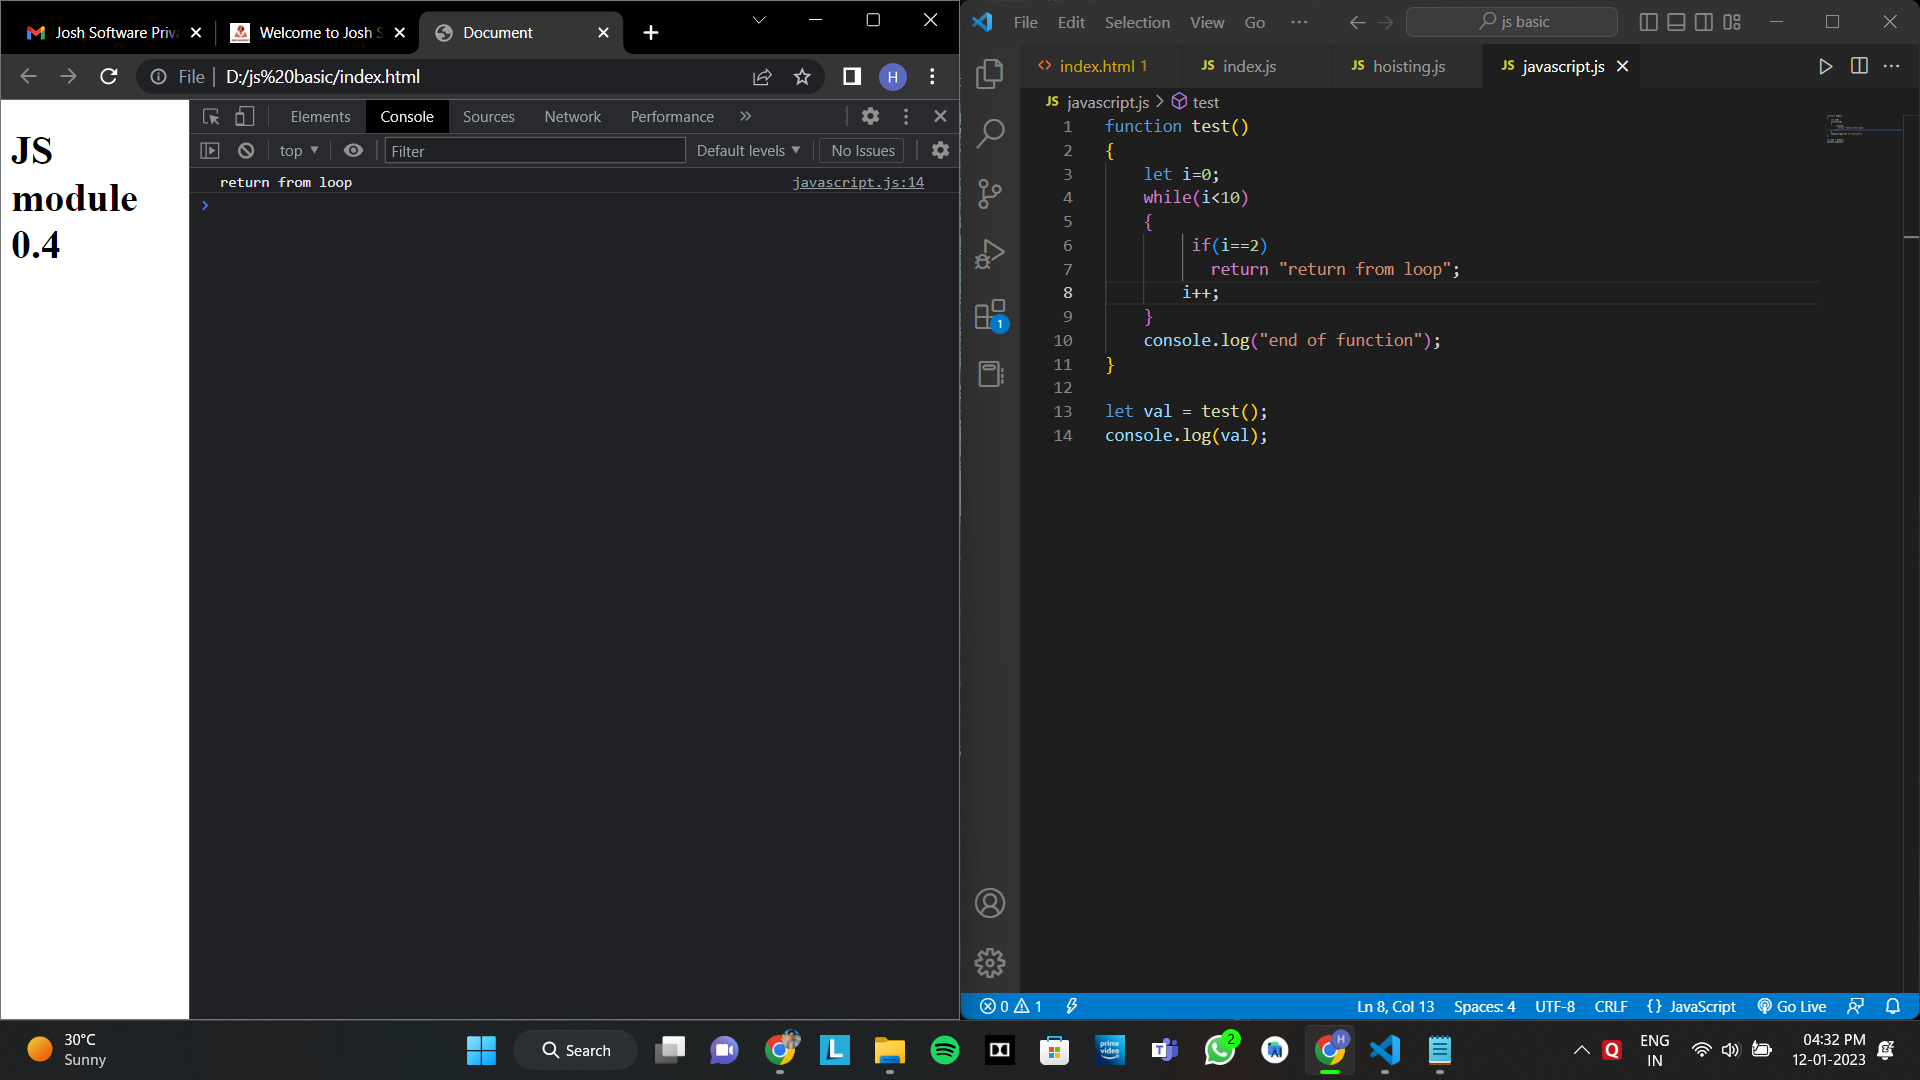 Josh Software Priva
Welcome to Josh S
Document
File
D:/js%20basic/index.html
H
JS
module
0.4
Elements
Console
Sources
Network
Performance
top
Filter
Default levels
No Issues
return from loop
javascript.js:14
File
Edit
Selection
View
Go
js basic
index.html 1
JS index.js
JS hoisting.js
JS javascript.js
JS javascript.js > test
1 function test()
2 {
3 let i=0;
4 while(i<10)
5 {
6 if(i==2)
7 return "return from loop";
8 i++;
9 }
10 console.log("end of function");
11 }
12
13 let val = test();
14 console.log(val);
1
0 1
Ln 8, Col 13
Spaces: 4
UTF-8
CRLF
{} JavaScript
Go Live
30°C
Sunny
Search
L
prime
video
2
H
Q
ENG
IN
04:32 PM
12-01-2023